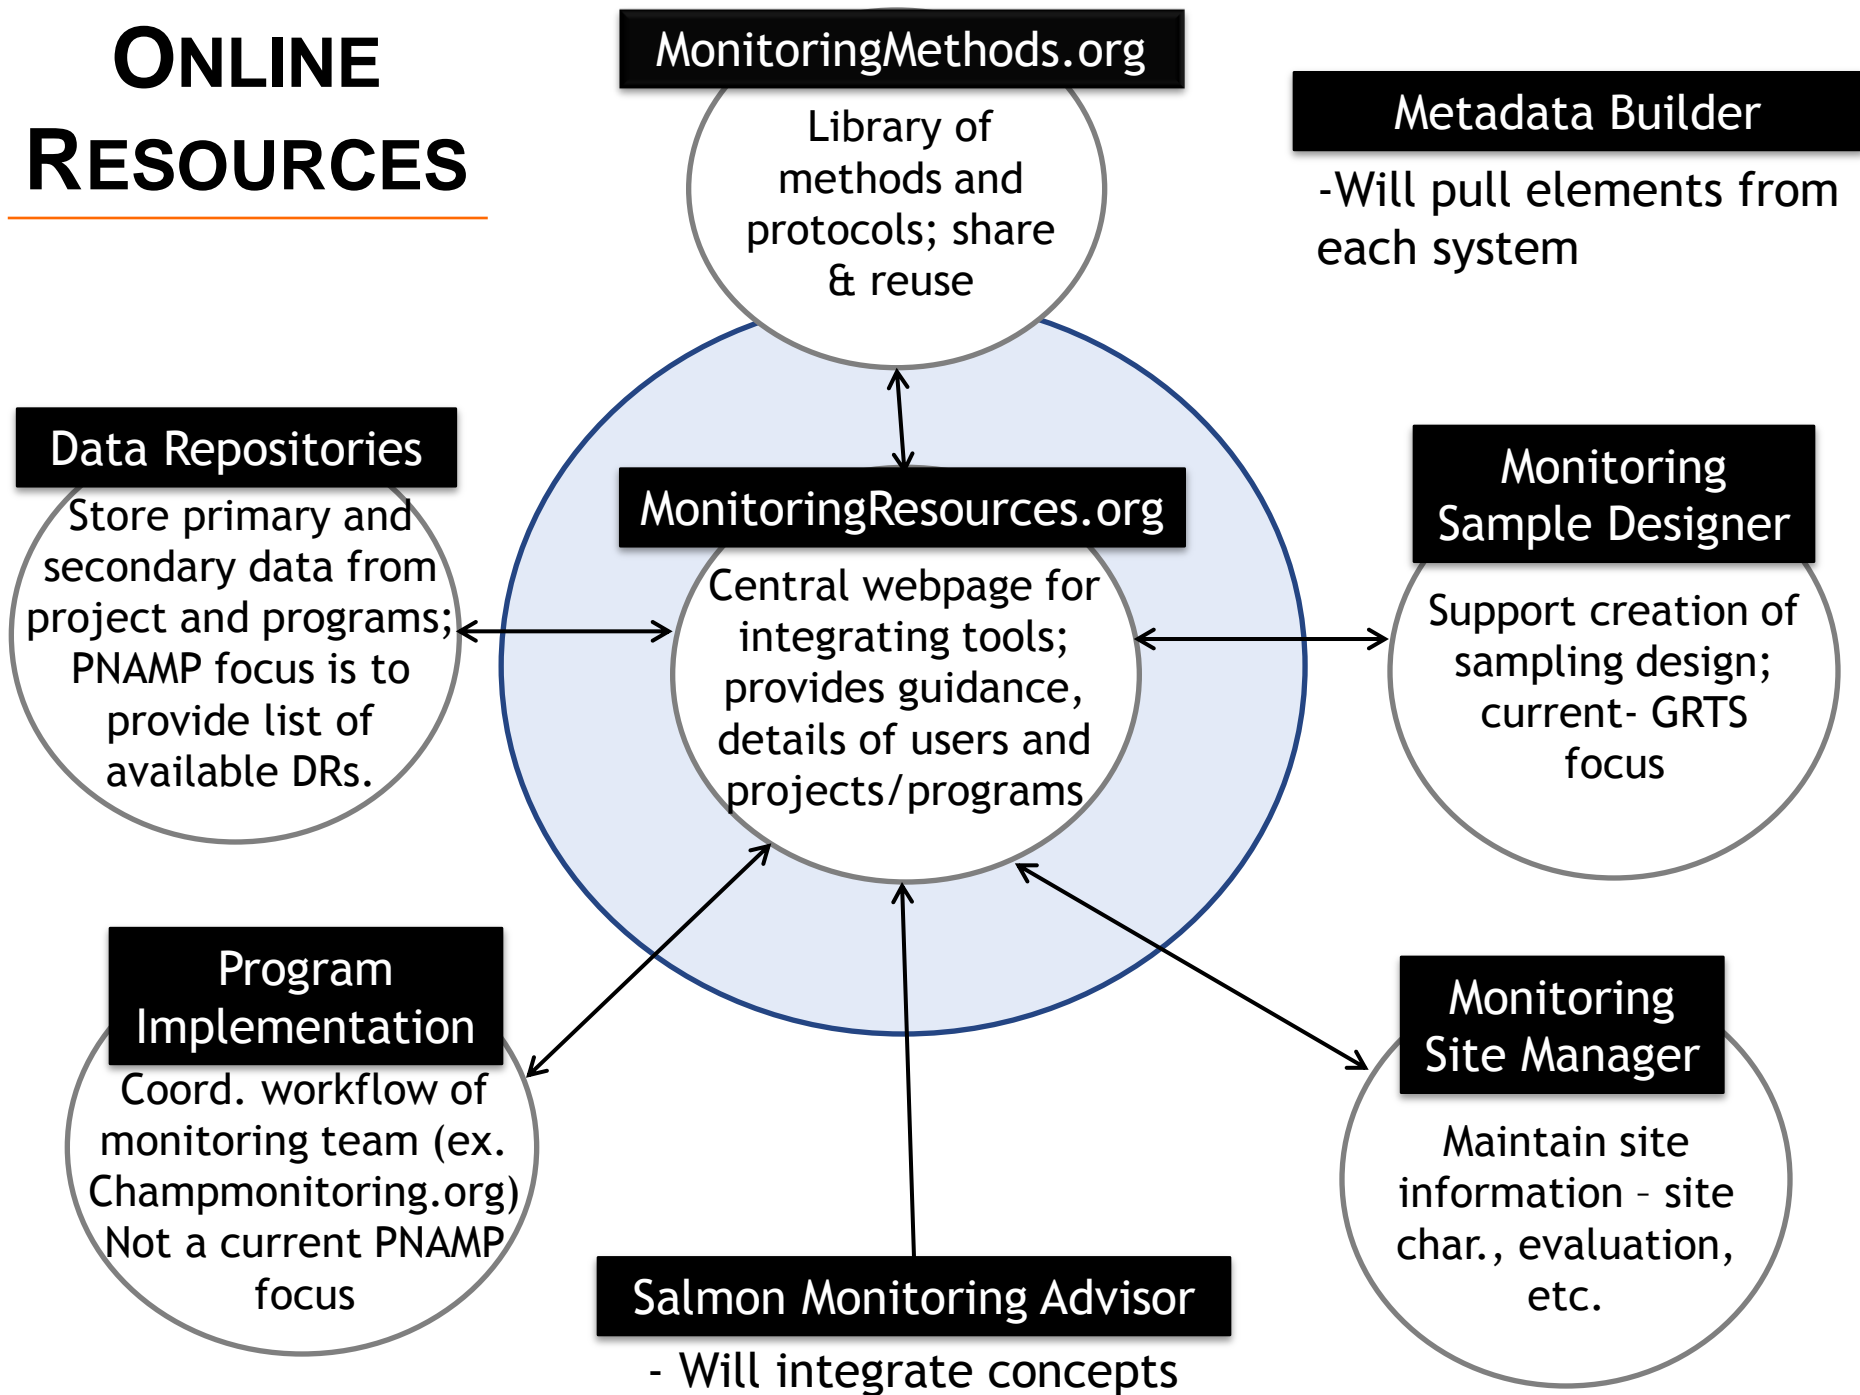 ONLINE
RESOURCES
MonitoringMethods.org
Library of
methods and
protocols; share
& reuse
Metadata Builder
-Will pull elements from
each system
Data Repositories
Store primary and
secondary data from
project and programs;
PNAMP focus is to
provide list of
available DRs.
MonitoringResources.org
Central webpage for
integrating tools;
provides guidance,
details of users and
projects/programs
Monitoring
Sample Designer
Support creation of
sampling design;
current- GRTS
focus
Program
Implementation
Coord. workflow of
monitoring team (ex.
Champmonitoring.org)
Not a current PNAMP
focus
Salmon Monitoring Advisor
- Will integrate concepts
Monitoring
Site Manager
Maintain site
information – site
char., evaluation,
etc.